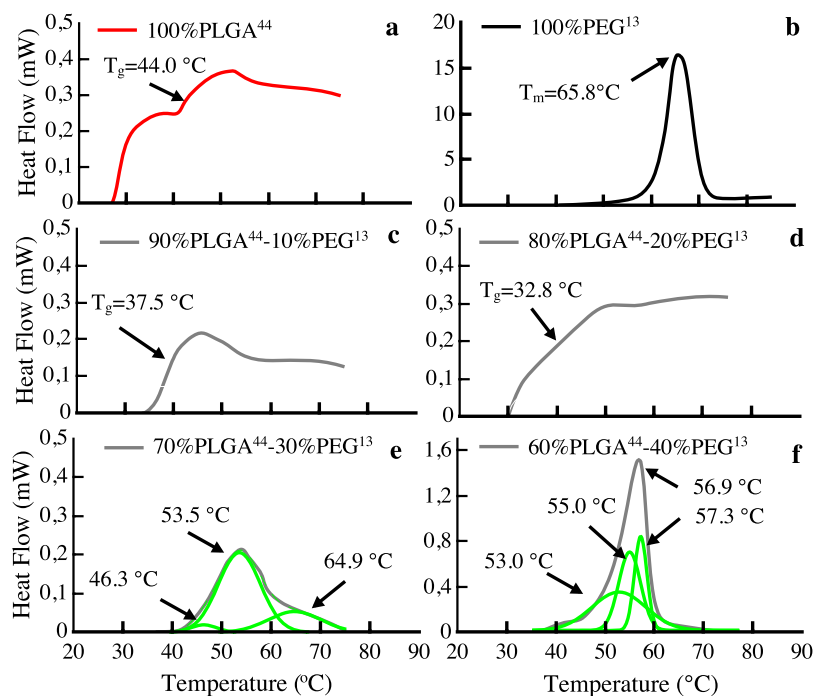 100%PLGA⁴⁴
a
Tg=44.0 °C
Heat Flow (mW)
0,5
0,4
0,3
0,2
0,1
0
100%PEG¹³
b
Tm=65.8°C
20
15
10
5
0
90%PLGA⁴⁴-10%PEG¹³
c
Tg=37.5 °C
Heat Flow (mW)
0,5
0,4
0,3
0,2
0,1
0
80%PLGA⁴⁴-20%PEG¹³
d
Tg=32.8 °C
0,5
0,4
0,3
0,2
0,1
0
70%PLGA⁴⁴-30%PEG¹³
e
53.5 °C
46.3 °C
64.9 °C
Heat Flow (mW)
0,5
0,4
0,3
0,2
0,1
0
20 30 40 50 60 70 80
Temperature (ºC)
60%PLGA⁴⁴-40%PEG¹³
f
56.9 °C
55.0 °C
57.3 °C
53.0 °C
1,6
1,2
0.8
0,4
0
20 30 40 50 60 70 80 90
Temperature (°C)